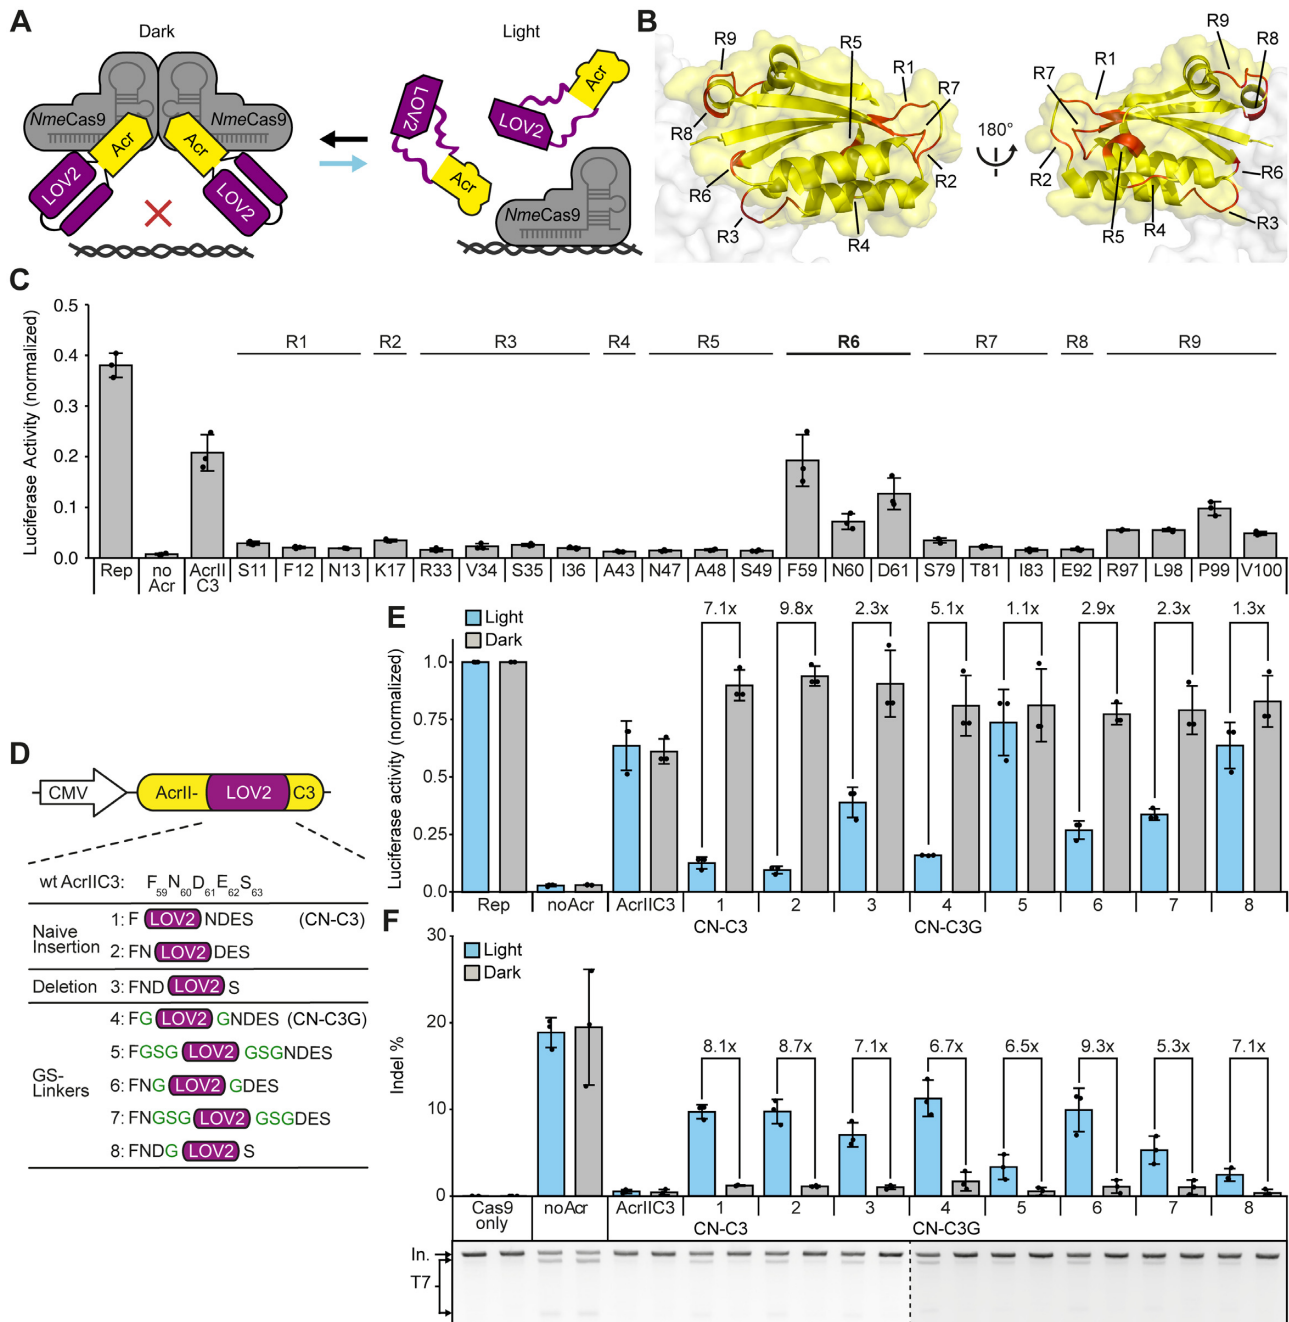 A
Dark
Light
NmeCas9
NmeCas9
Acr
Acr
LOV2
LOV2
LOV2
Acr
LOV2
Acr
NmeCas9
B
R9
R5
R1
R7
R8
R6
R2
R3
R4
180°
R9
R8
R1
R7
R2
R6
R5
R4
R3
C
Luciferase Activity (normalized)
0.5
0.4
0.3
0.2
0.1
0.0
R1
R2
R3
R4
R5
R6
R7
R8
R9
Rep
no Acr
AcrII C3
S11
F12
N13
K17
R33
V34
S35
I36
A43
N47
A48
S49
F59
N60
D61
S79
T81
I83
E92
R97
L98
P99
V100
D
CMV
AcrII-
LOV2
C3
wt AcrIIC3: F59N60D61E62S63
Naive Insertion
1: F LOV2 NDES (CN-C3)
2: FN LOV2 DES
Deletion
3: FND LOV2 S
GS-Linkers
4: FG LOV2 GNDES (CN-C3G)
5: FGSG LOV2 GSGNDES
6: FNG LOV2 GDES
7: FNGSG LOV2 GSGDES
8: FNDG LOV2 S
E
Light
Dark
7.1x
9.8x
2.3x
5.1x
1.1x
2.9x
2.3x
1.3x
Luciferase activity (normalized)
1.0
0.75
0.5
0.25
0.0
Rep
noAcr
AcrIIC3
1
2
3
4
5
6
7
8
CN-C3
CN-C3G
F
Light
Dark
8.1x
8.7x
7.1x
6.7x
6.5x
9.3x
5.3x
7.1x
Indel %
30
20
10
0
Cas9 only
noAcr
AcrIIC3
1
2
3
4
5
6
7
8
CN-C3
CN-C3G
In.
T7